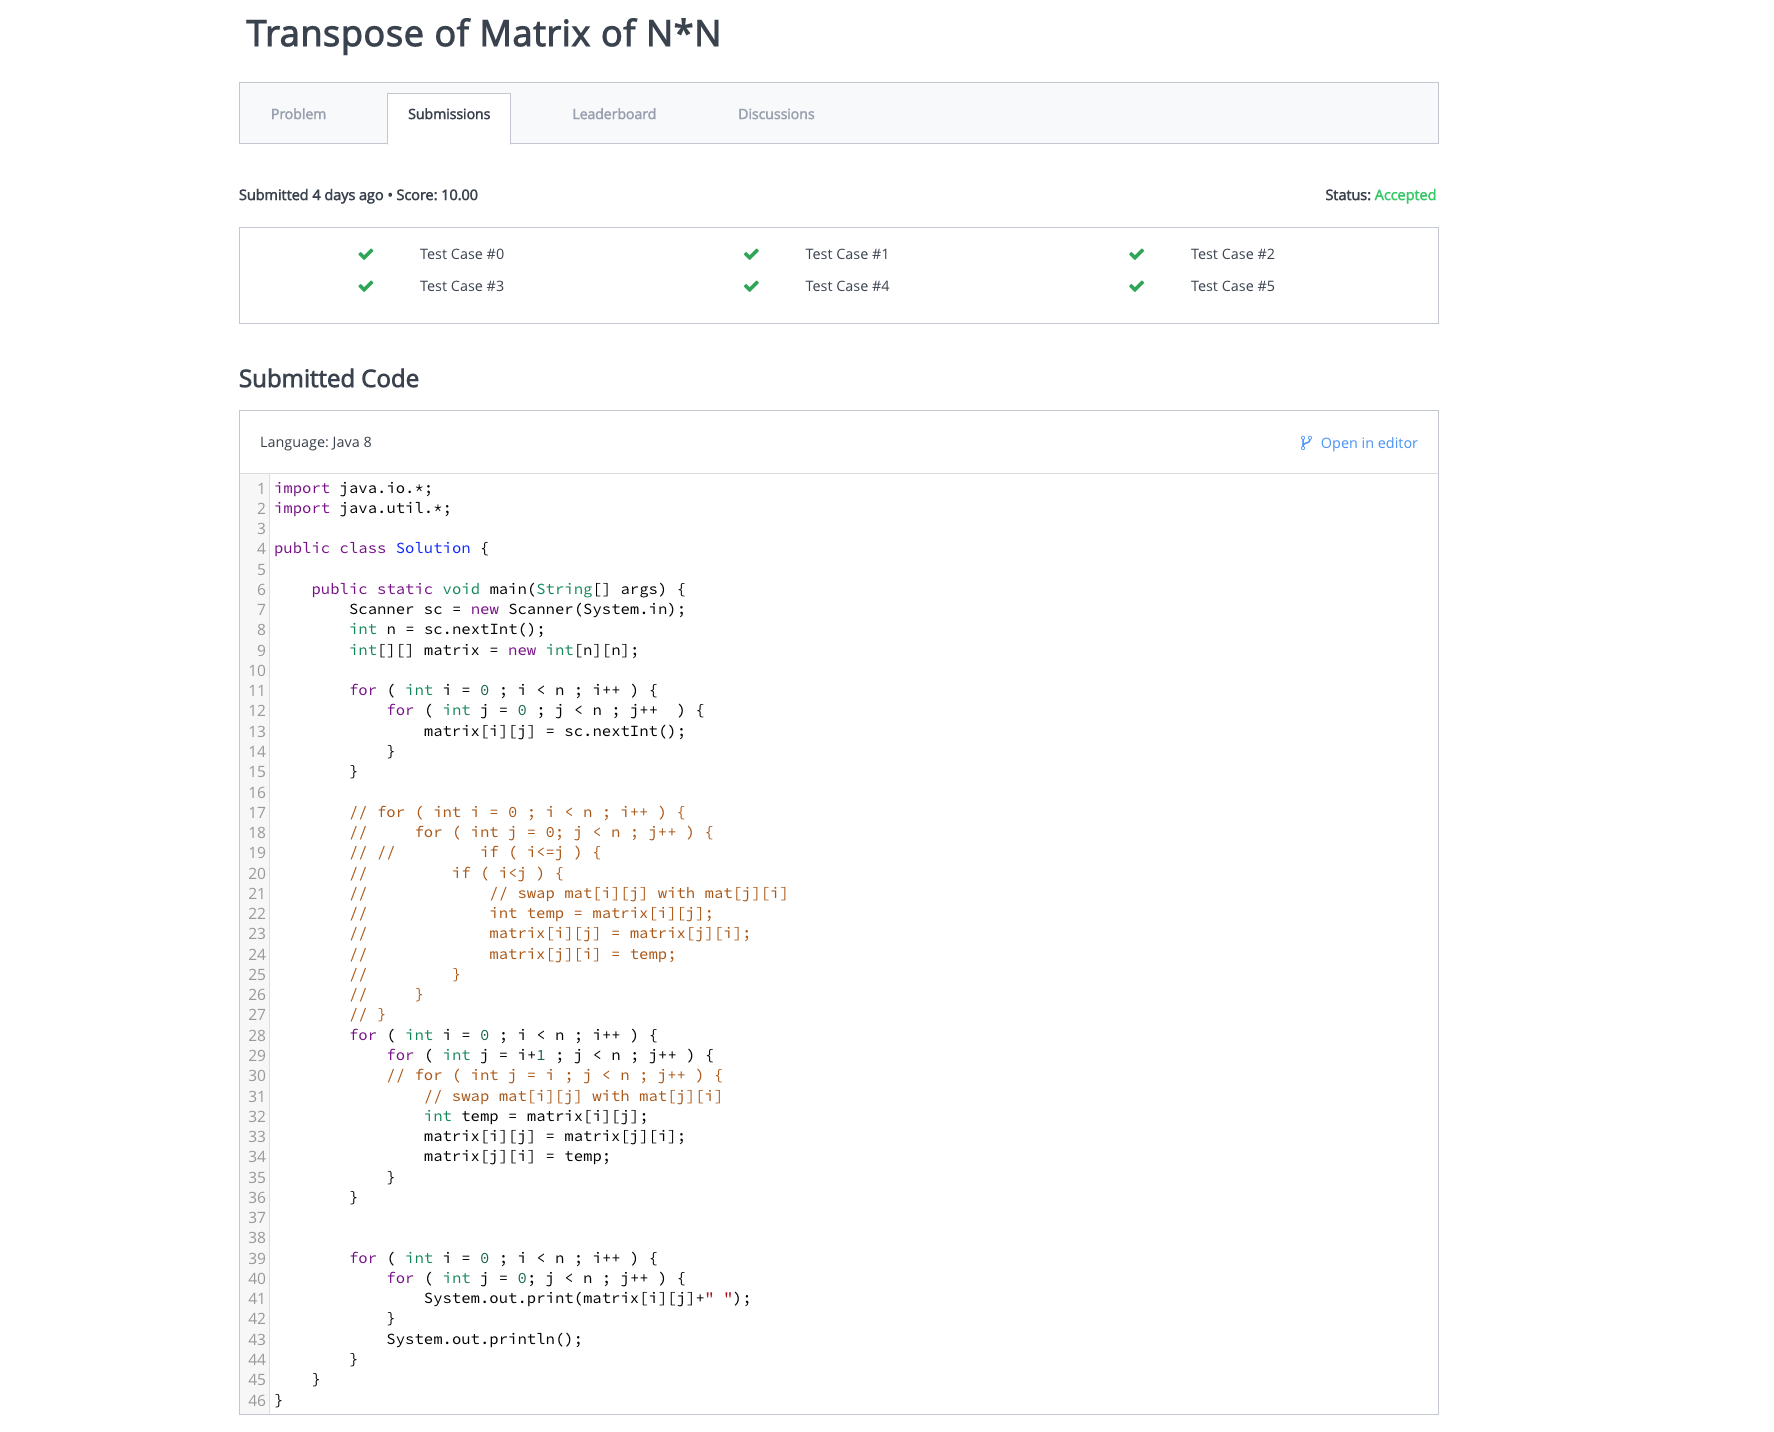 Transpose of Matrix of N*N
Problem Submissions Leaderboard Discussions
Submitted 4 days ago • Score: 10.00 Status: Accepted
Test Case #0 Test Case #1 Test Case #2
Test Case #3 Test Case #4 Test Case #5
Submitted Code
Language: Java 8 Open in editor
1 import java.io.*;
2 import java.util.*;
3
4 public class Solution {
5
6     public static void main(String[] args) {
7         Scanner sc = new Scanner(System.in);
8         int n = sc.nextInt();
9         int[][] matrix = new int[n][n];
10
11         for ( int i = 0 ; i < n ; i++ ) {
12             for ( int j = 0 ; j < n ; j++  ) {
13                 matrix[i][j] = sc.nextInt();
14             }
15         }
16
17         // for ( int i = 0 ; i < n ; i++ ) {
18         //     for ( int j = 0; j < n ; j++ ) {
19         // //         if ( i<=j ) {
20         //         if ( i<j ) {
21         //             // swap mat[i][j] with mat[j][i]
22         //             int temp = matrix[i][j];
23         //             matrix[i][j] = matrix[j][i];
24         //             matrix[j][i] = temp;
25         //         }
26         //     }
27         // }
28         for ( int i = 0 ; i < n ; i++ ) {
29             for ( int j = i+1 ; j < n ; j++ ) {
30             // for ( int j = i ; j < n ; j++ ) {
31                 // swap mat[i][j] with mat[j][i]
32                 int temp = matrix[i][j];
33                 matrix[i][j] = matrix[j][i];
34                 matrix[j][i] = temp;
35             }
36         }
37
38
39         for ( int i = 0 ; i < n ; i++ ) {
40             for ( int j = 0; j < n ; j++ ) {
41                 System.out.print(matrix[i][j]+" ");
42             }
43             System.out.println();
44         }
45     }
46 }